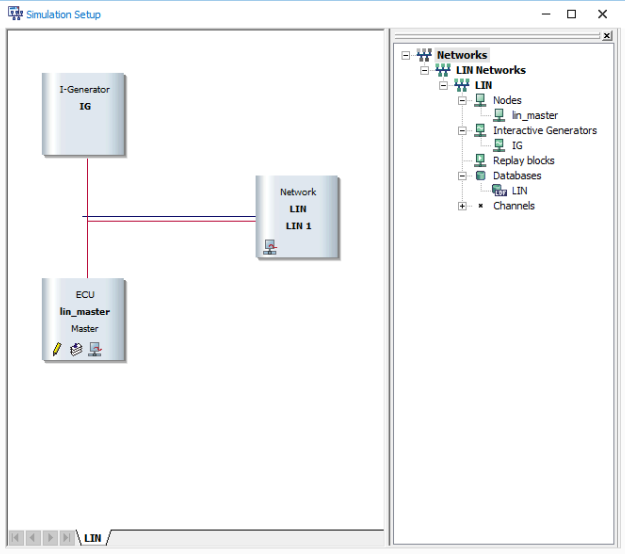 Simulation Setup
I-Generator
IG
Network
LIN
LIN 1
ECU
lin_master
Master
LIN
Networks
LIN Networks
LIN
Nodes
lin_master
Interactive Generators
IG
Replay blocks
Databases
LIN
Channels